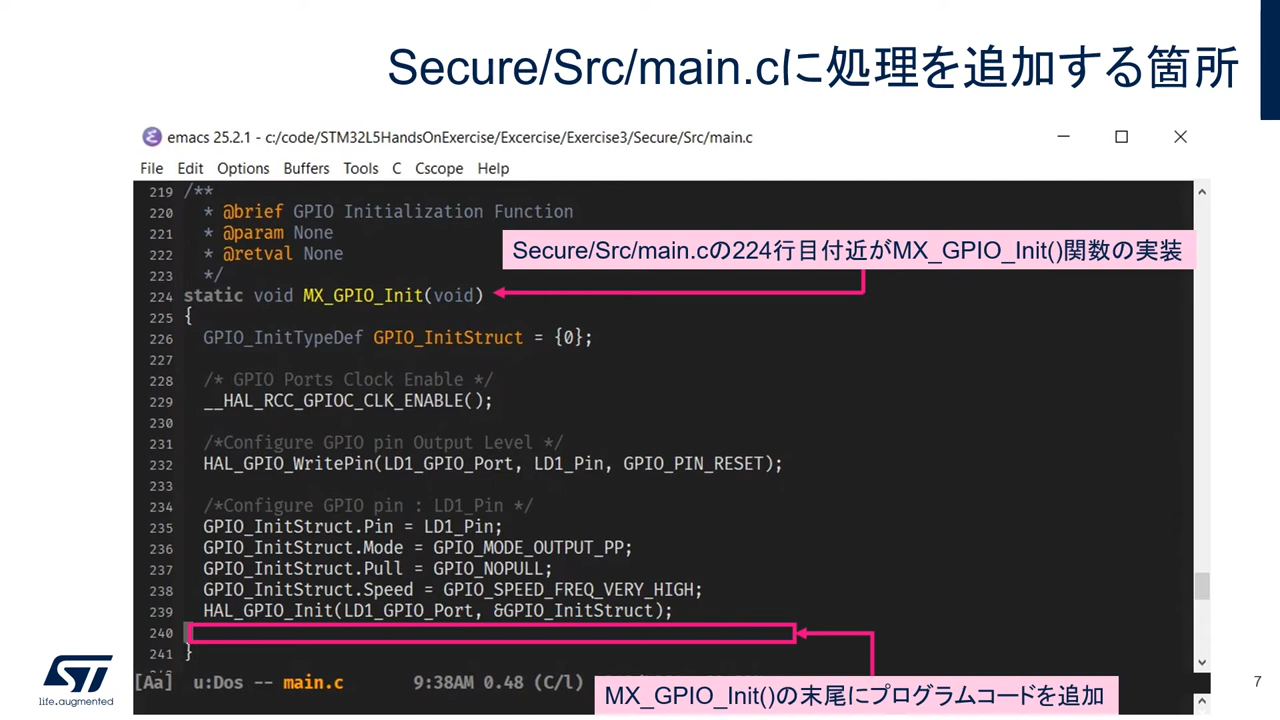 Secure/Src/main.cに処理を追加する箇所
emacs 25.2.1 - c:/code/STM32L5HandsOnExercise/Excercise/Exercise3/Secure/Src/main.c
File Edit Options Buffers Tools C Cscope Help
219 /**
220 * @brief GPIO Initialization Function
221 * @param None
222 * @retval None
Secure/Src/main.cの224行目付近がMX_GPIO_Init()関数の実装
223 */
224 static void MX_GPIO_Init(void)
225 {
226 GPIO_InitTypeDef GPIO_InitStruct = {0};
227
228 /* GPIO Ports Clock Enable */
229 __HAL_RCC_GPIOC_CLK_ENABLE();
230
231 /*Configure GPIO pin Output Level */
232 HAL_GPIO_WritePin(LD1_GPIO_Port, LD1_Pin, GPIO_PIN_RESET);
233
234 /*Configure GPIO pin : LD1_Pin */
235 GPIO_InitStruct.Pin = LD1_Pin;
236 GPIO_InitStruct.Mode = GPIO_MODE_OUTPUT_PP;
237 GPIO_InitStruct.Pull = GPIO_NOPULL;
238 GPIO_InitStruct.Speed = GPIO_SPEED_FREQ_VERY_HIGH;
239 HAL_GPIO_Init(LD1_GPIO_Port, &GPIO_InitStruct);
240
241 }
[Aa] u:Dos -- main.c 9:38AM 0.48 (C/l)
MX_GPIO_Init()の末尾にプログラムコードを追加
ST
life.augmented
7